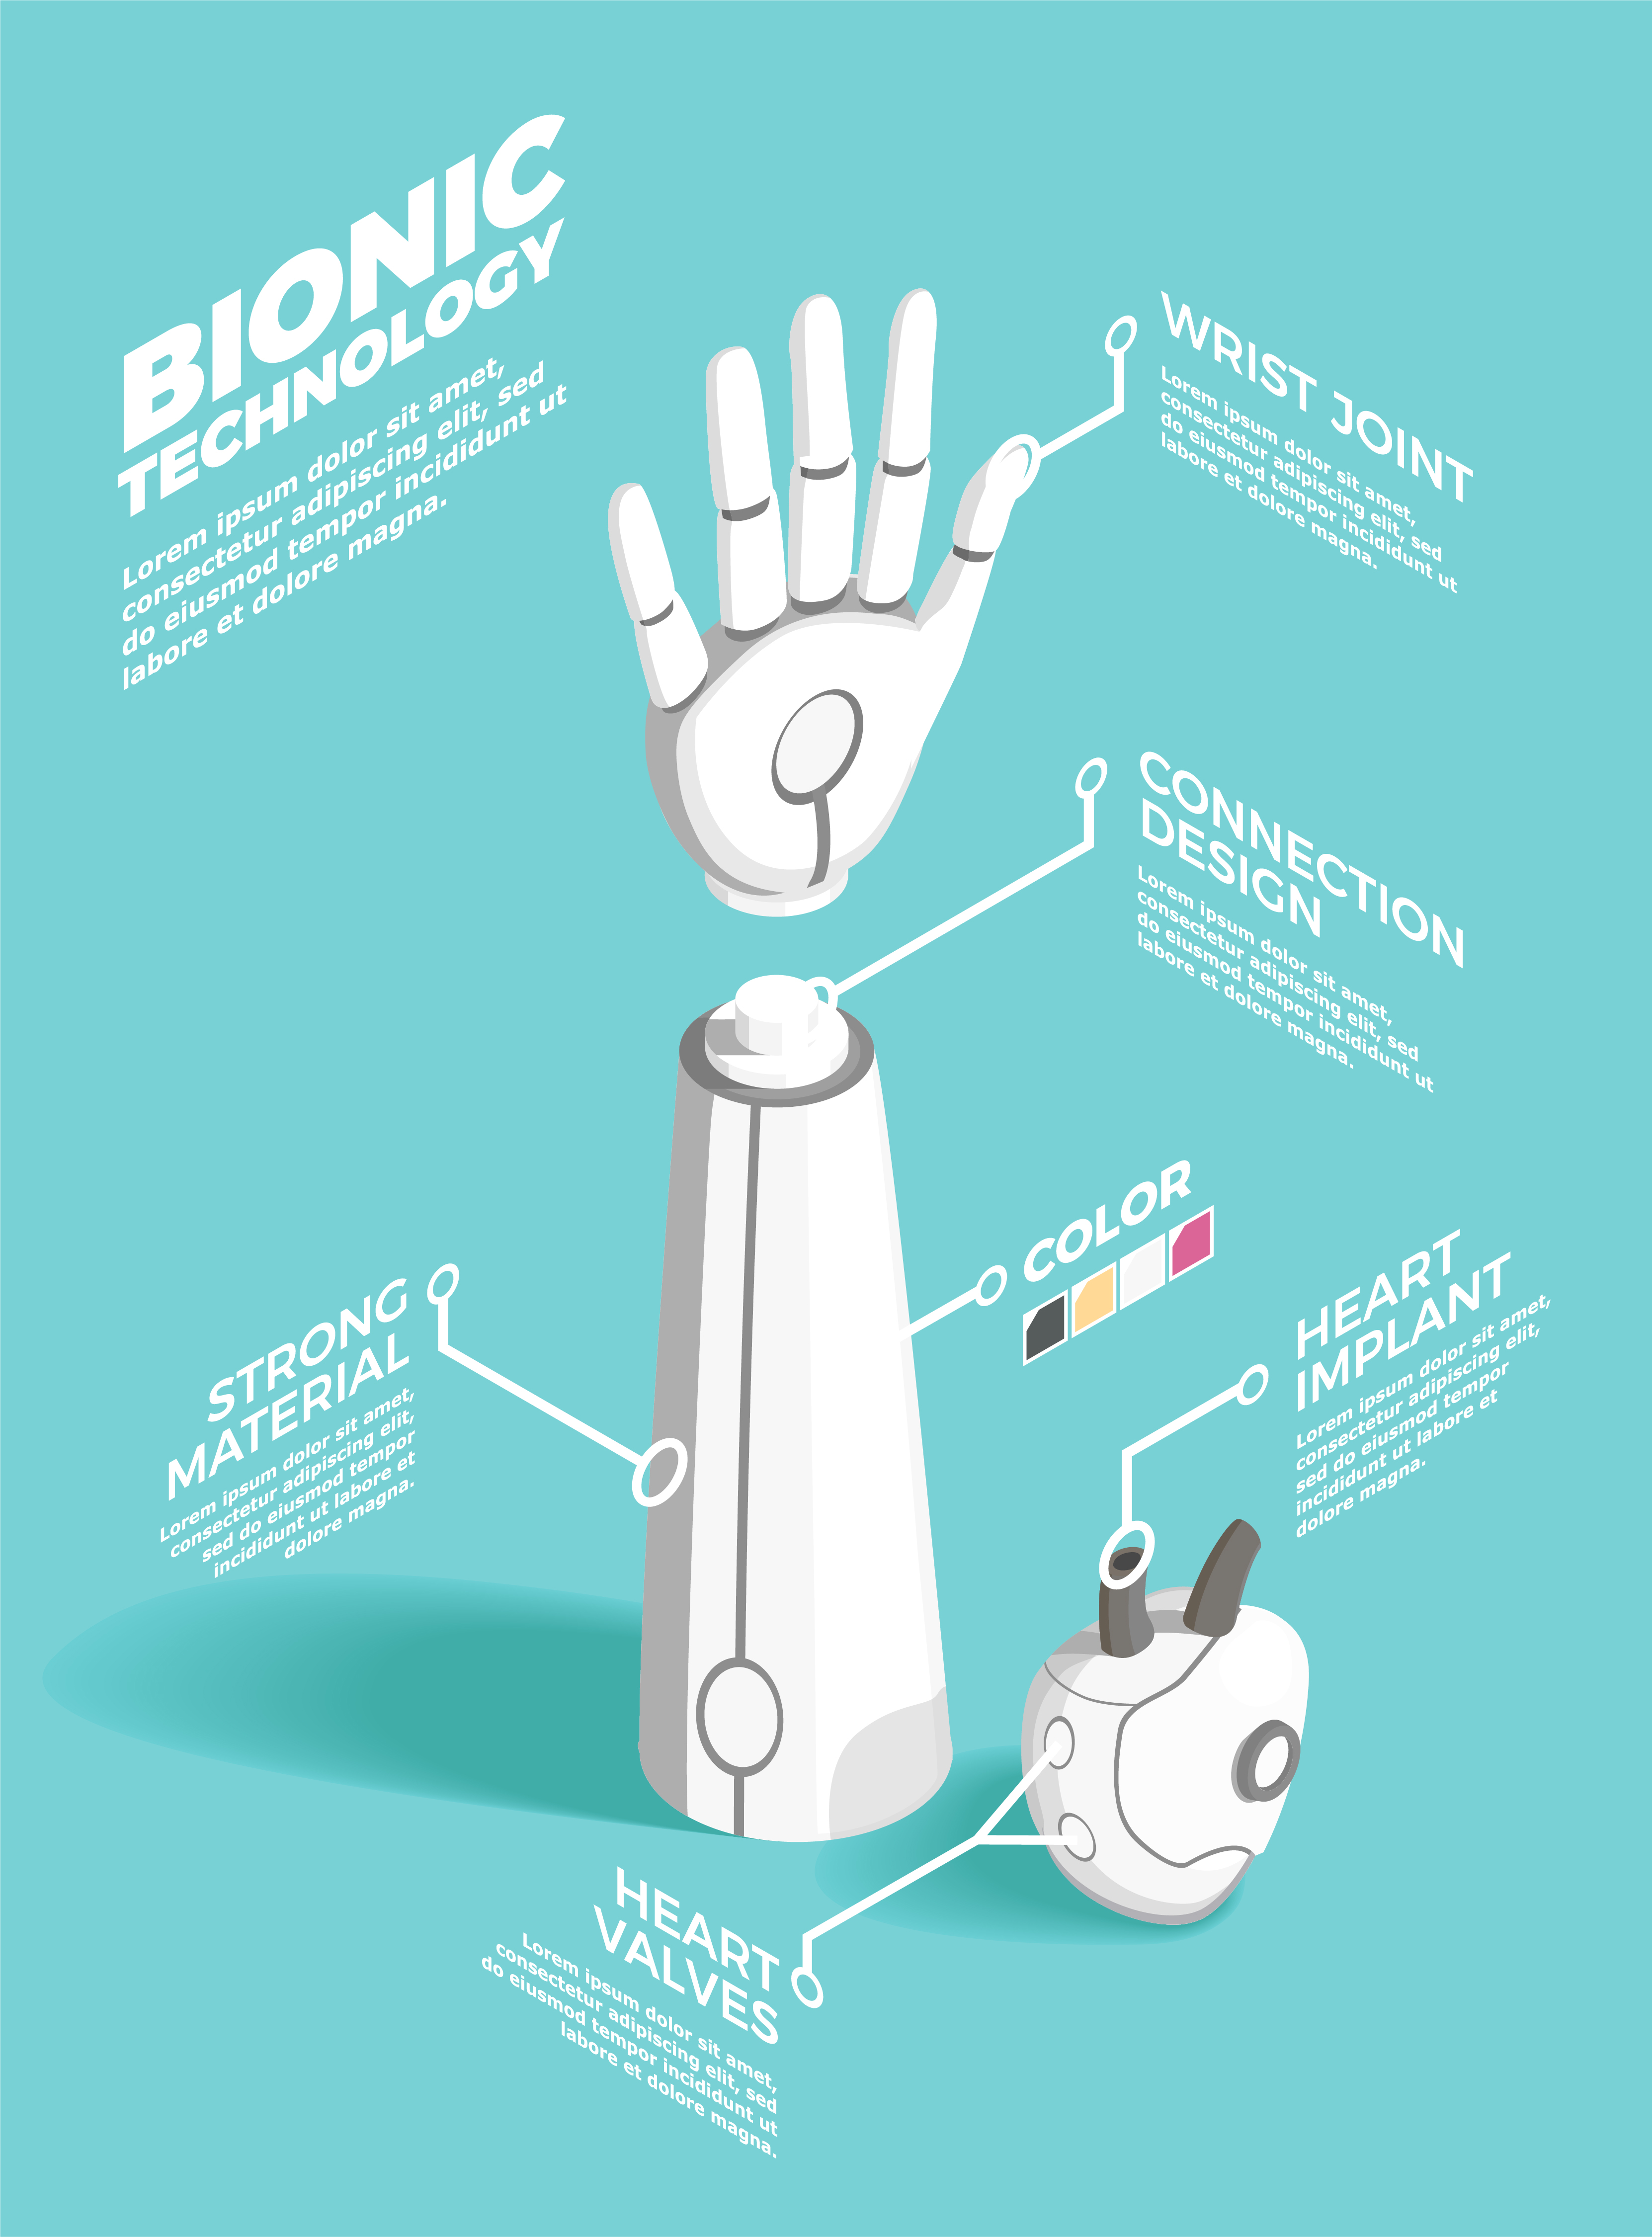 BIONIC
TECHNOLOGY
Lorem ipsum dolor sit amet,
consectetur adipiscing elit, sed
do eiusmod tempor incididunt ut
labore et dolore magna.
WRIST JOINT
Lorem ipsum dolor sit amet,
consectetur adipiscing elit, sed
do eiusmod tempor incididunt ut
labore et dolore magna.
CONNECTION
DESIGN
Lorem ipsum dolor sit amet,
consectetur adipiscing elit, sed
do eiusmod tempor incididunt ut
labore et dolore magna.
COLOR
STRONG
MATERIAL
Lorem ipsum dolor sit amet,
consectetur adipiscing elit,
sed do eiusmod tempor
incididunt ut labore et
dolore magna.
HEART
IMPLANT
Lorem ipsum dolor sit amet,
consectetur adipiscing elit,
sed do eiusmod tempor
incididunt ut labore et
dolore magna.
HEART
VALVES
Lorem ipsum dolor sit amet,
consectetur adipiscing elit, sed
do eiusmod tempor incididunt ut
labore et dolore magna.